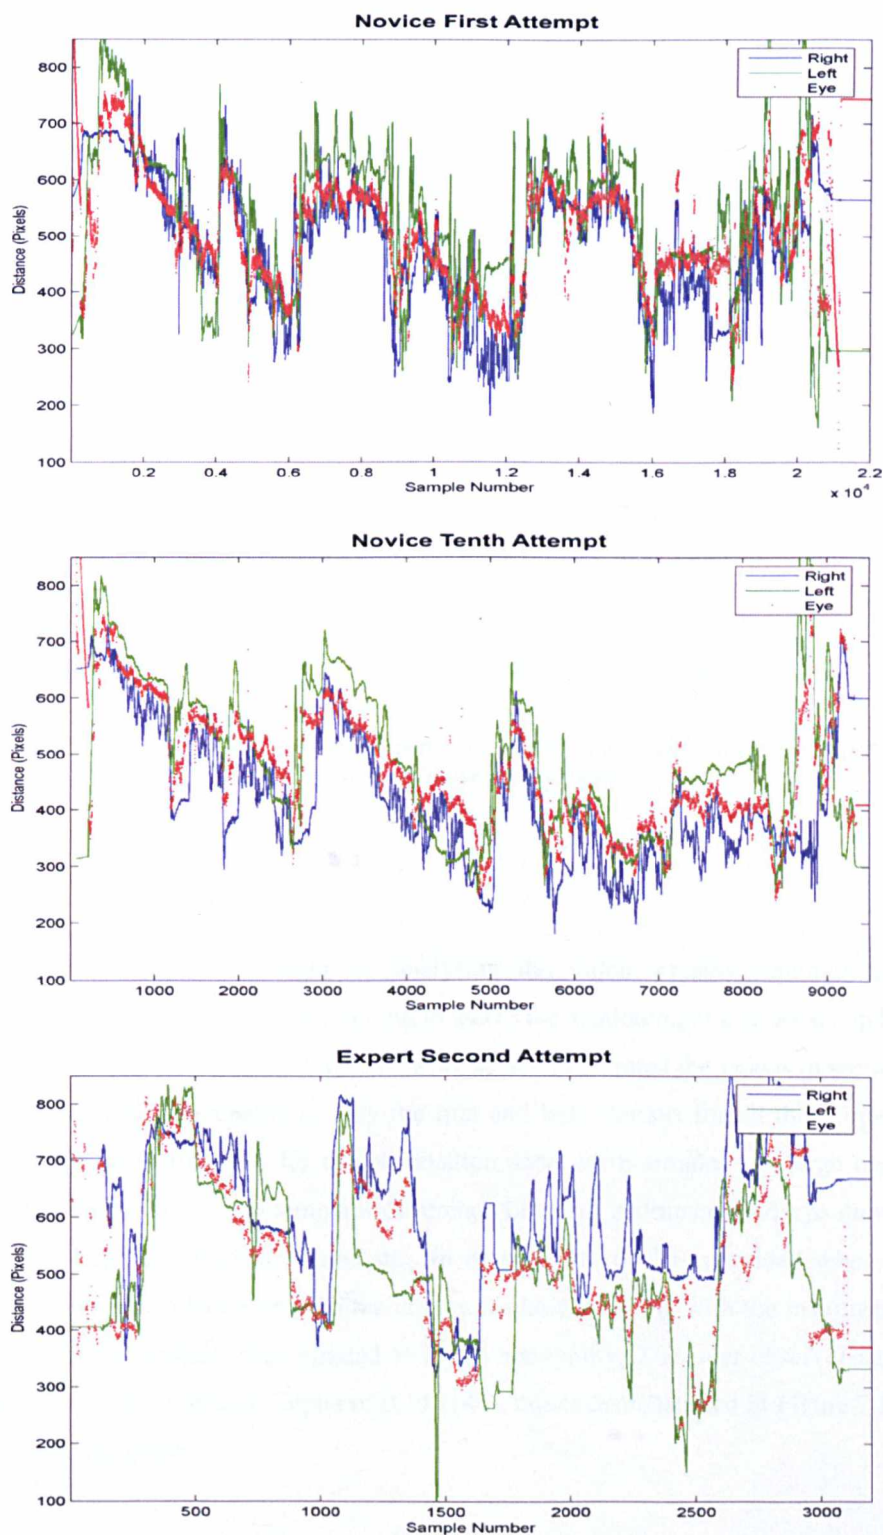 Novice First Attempt
800
700
600
500
400
300
200
100
Distance (Pixels)
Right
Left
Eye
0.2 0.4 0.6 0.8 1 1.2 1.4 1.6 1.8 2 2.2
Sample Number
x 10^4
Novice Tenth Attempt
800
700
600
500
400
300
200
100
Distance (Pixels)
Right
Left
Eye
1000 2000 3000 4000 5000 6000 7000 8000 9000
Sample Number
Expert Second Attempt
800
700
600
500
400
300
200
100
Distance (Pixels)
Right
Left
Eye
500 1000 1500 2000 2500 3000
Sample Number